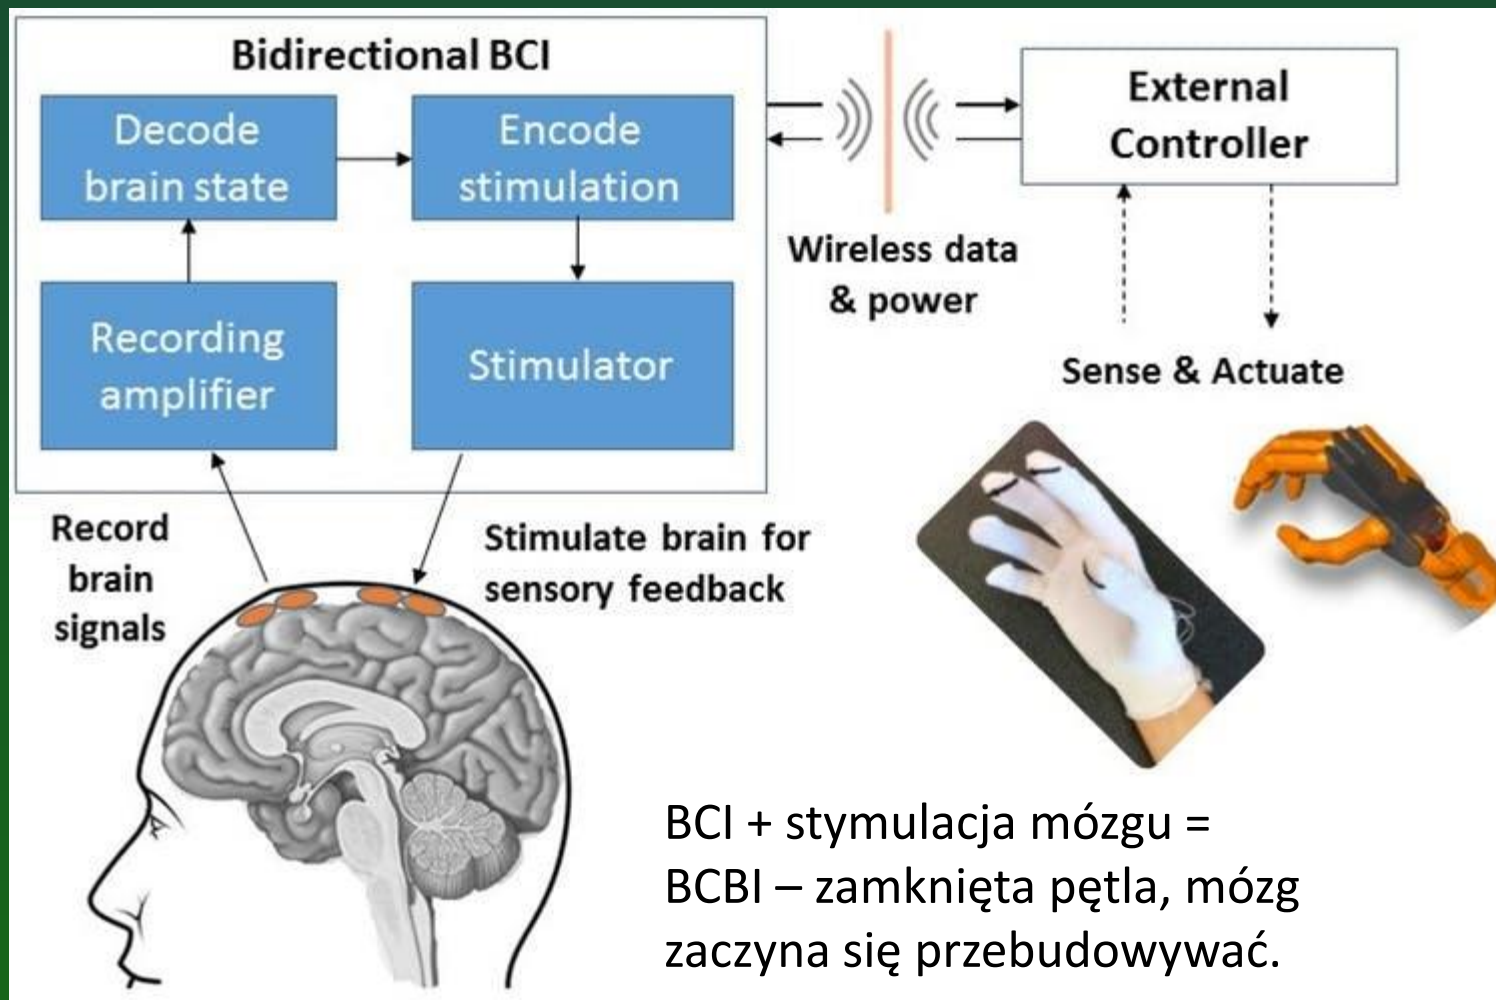 Bidirectional BCI
Decode
brain state
Encode
stimulation
Recording
amplifier
Stimulator
External
Controller
Wireless data
& power
Sense & Actuate
Record
brain
signals
Stimulate brain for
sensory feedback
BCI + stymulacja mózgu =
BCBI – zamknięta pętla, mózg
zaczyna się przebudowywać.